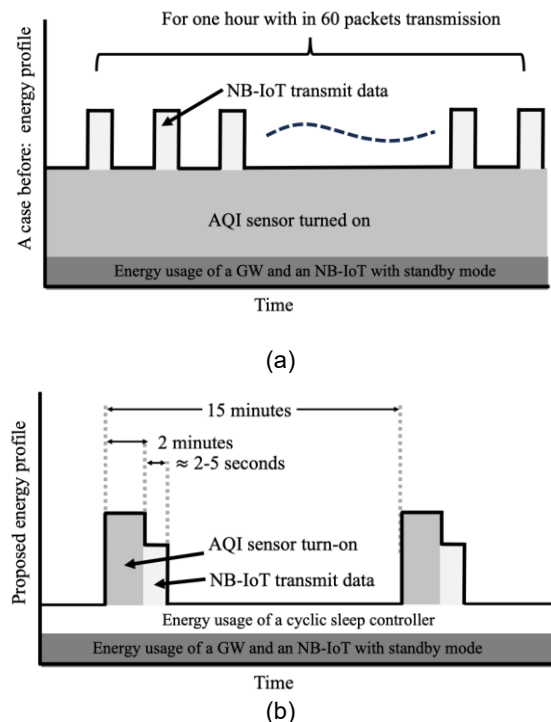 For one hour with in 60 packets transmission
NB-IoT transmit data
A case before: energy profile
AQI sensor turned on
Energy usage of a GW and an NB-IoT with standby mode
Time
(a)
15 minutes
2 minutes
≈ 2-5 seconds
Proposed energy profile
AQI sensor turn-on
NB-IoT transmit data
Energy usage of a cyclic sleep controller
Energy usage of a GW and an NB-IoT with standby mode
Time
(b)